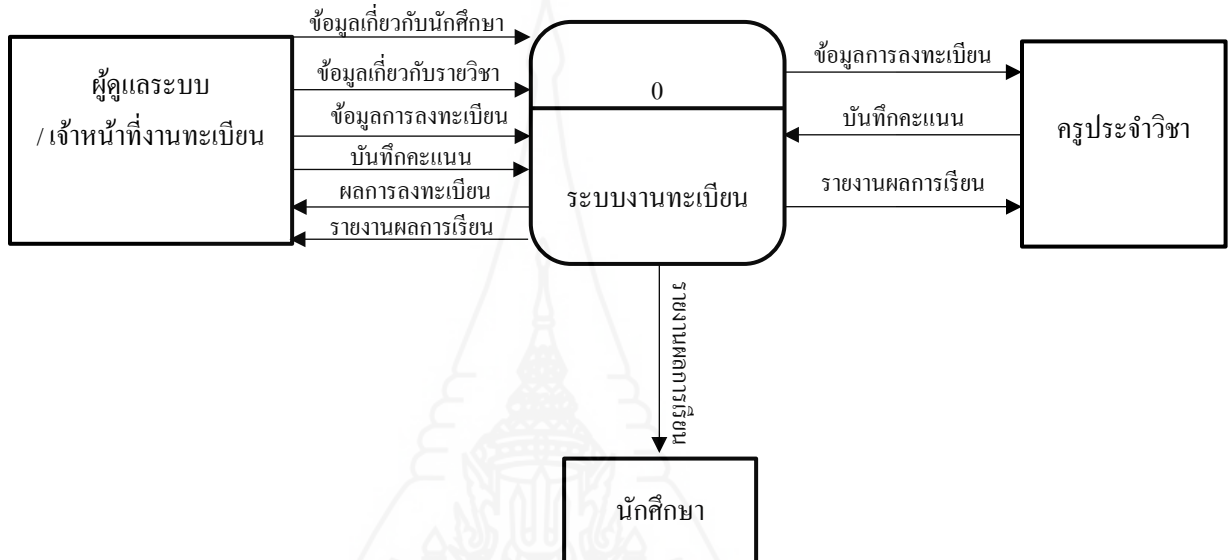 ข้อมูลเกี่ยวกับนักศึกษา
ข้อมูลเกี่ยวกับรายวิชา
ข้อมูลการลงทะเบียน
บันทึกคะแนน
ผลการลงทะเบียน
รายงานผลการเรียน
ผู้ดูแลระบบ
/ เจ้าหน้าที่งานทะเบียน
0
ระบบงานทะเบียน
ข้อมูลการลงทะเบียน
บันทึกคะแนน
รายงานผลการเรียน
ครูประจำวิชา
รายงานผลการเรียน
นักศึกษา